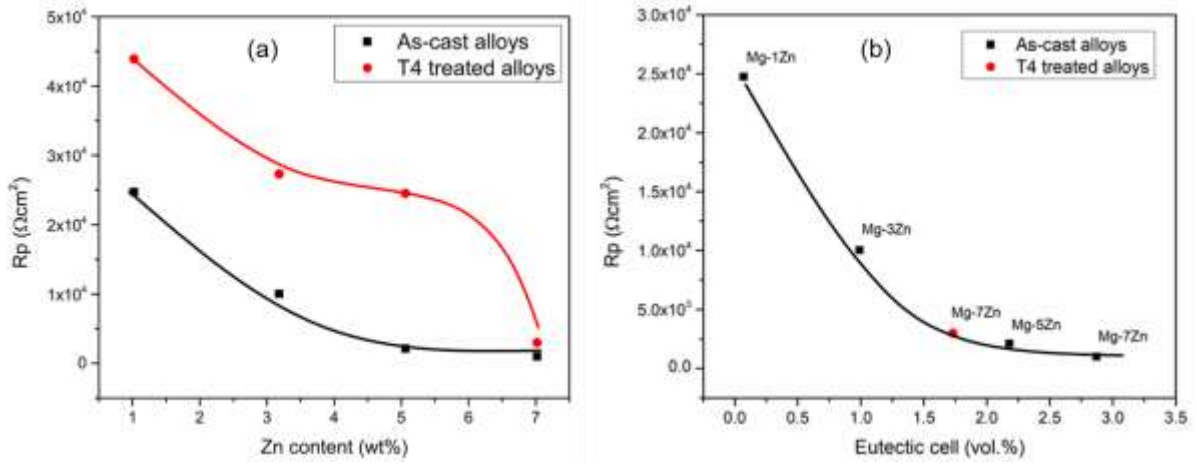 (a)
As-cast alloys
T4 treated alloys
5x10⁴
4x10⁴
3x10⁴
2x10⁴
1x10⁴
0
Rp (Ωcm²)
1 2 3 4 5 6 7
Zn content (wt%)
(b)
As-cast alloys
T4 treated alloys
3.0x10⁴
2.5x10⁴
2.0x10⁴
1.5x10⁴
1.0x10⁴
5.0x10³
0.0
Rp (Ωcm²)
Mg-1Zn
Mg-3Zn
Mg-7Zn
Mg-5Zn
Mg-7Zn
0.0 0.5 1.0 1.5 2.0 2.5 3.0 3.5
Eutectic cell (vol.%)